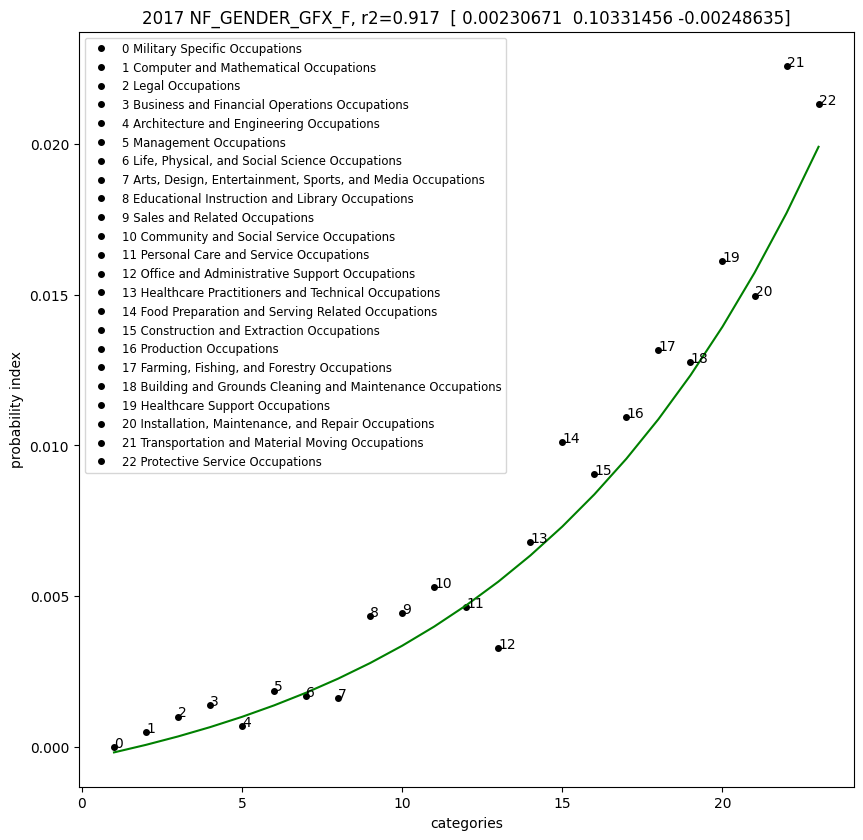 2017 NF_GENDER_GFX_F, r2=0.917  [ 0.00230671  0.10331456 -0.00248635]
0 Military Specific Occupations
1 Computer and Mathematical Occupations
2 Legal Occupations
3 Business and Financial Operations Occupations
4 Architecture and Engineering Occupations
5 Management Occupations
6 Life, Physical, and Social Science Occupations
7 Arts, Design, Entertainment, Sports, and Media Occupations
8 Educational Instruction and Library Occupations
9 Sales and Related Occupations
10 Community and Social Service Occupations
11 Personal Care and Service Occupations
12 Office and Administrative Support Occupations
13 Healthcare Practitioners and Technical Occupations
14 Food Preparation and Serving Related Occupations
15 Construction and Extraction Occupations
16 Production Occupations
17 Farming, Fishing, and Forestry Occupations
18 Building and Grounds Cleaning and Maintenance Occupations
19 Healthcare Support Occupations
20 Installation, Maintenance, and Repair Occupations
21 Transportation and Material Moving Occupations
22 Protective Service Occupations
probability index
0.020
0.015
0.010
0.005
0.000
0
1
2
3
4
5
6
7
8
9
10
11
12
13
14
15
16
17
18
19
20
21
22
0
5
10
15
20
categories